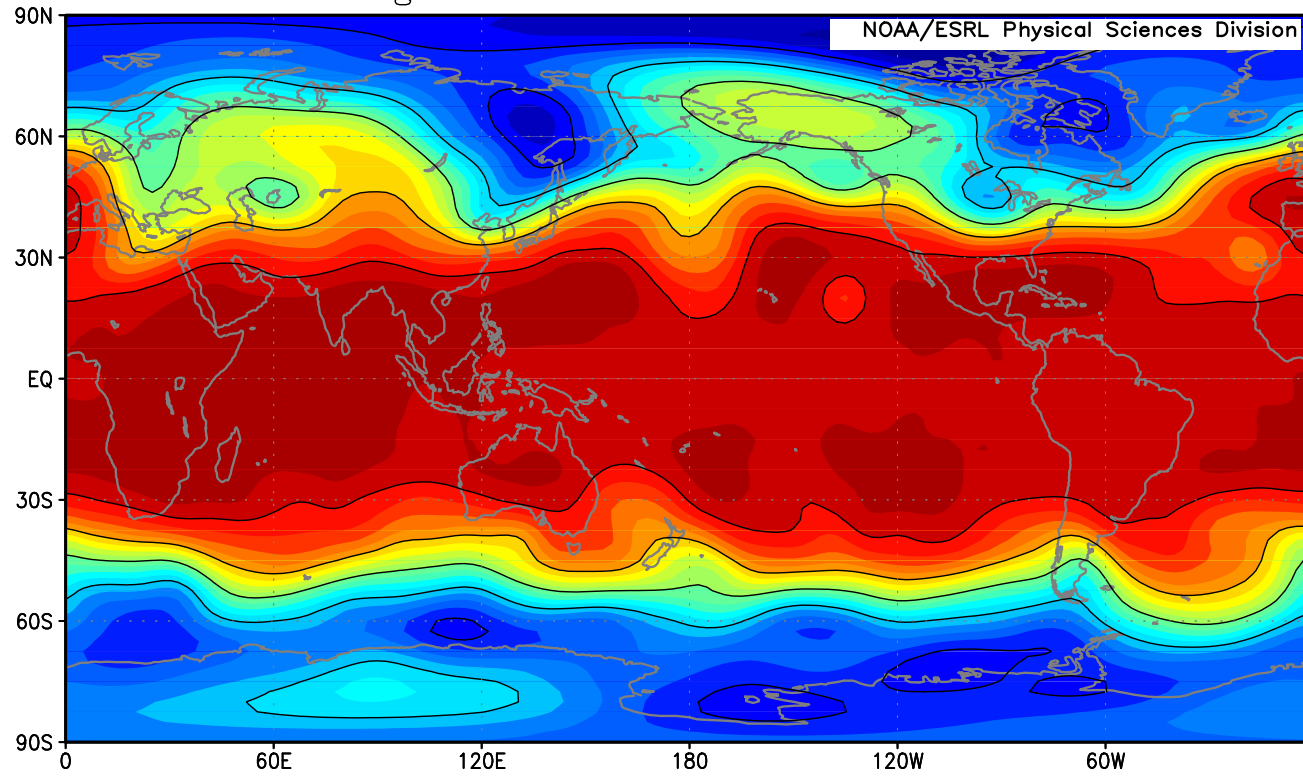 NOAA/ESRL Physical Sciences Division
90N
60N
30N
EQ
30S
60S
90S
0 60E 120E 180 120W 60W